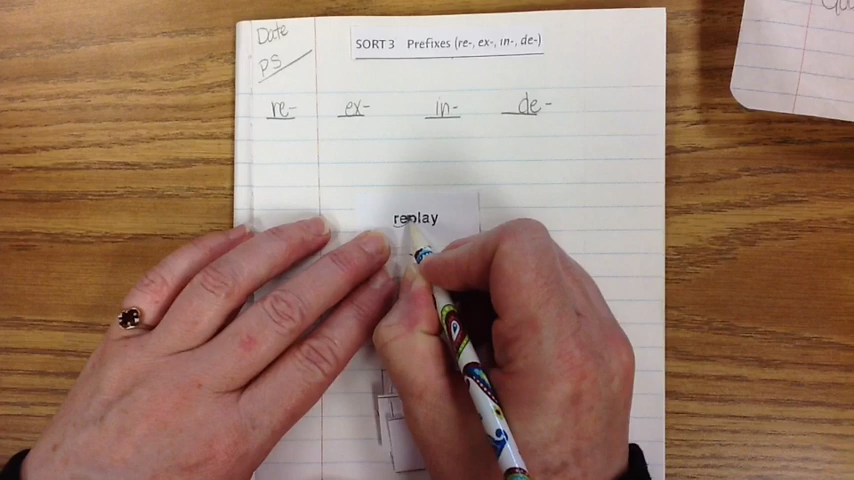 Date
SORT 3 Prefixes (re-, ex-, in-, de-)
PS
re- ex- in- de-
replay